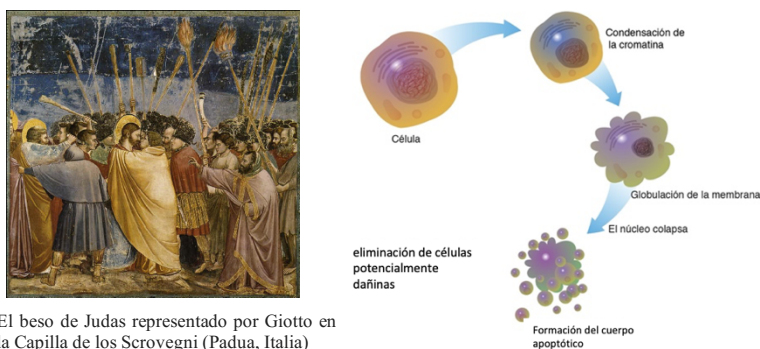 Condensación de
la cromatina
Célula
Globulación de la membrana
El núcleo colapsa
eliminación de células
potencialmente
dañinas
Formación del cuerpo
apoptótico
El beso de Judas representado por Giotto en
la Capilla de los Scrovegni (Padua, Italia)